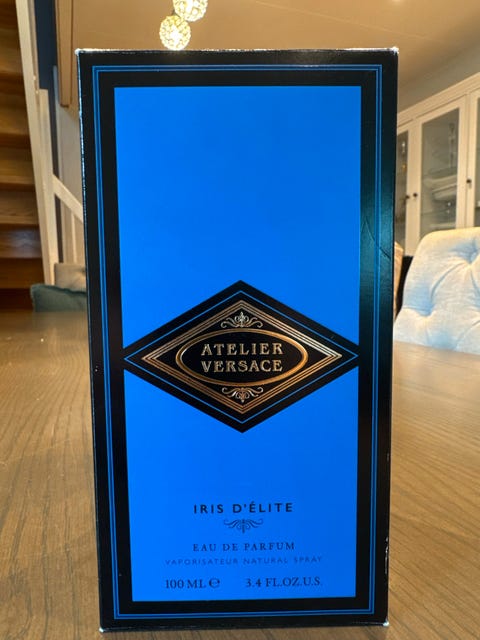 ATELIER
VERSACE
IRIS D'ÉLITE
EAU DE PARFUM
VAPORISATEUR NATURAL SPRAY
100 ML ℮ 3.4 FL.OZ.U.S.